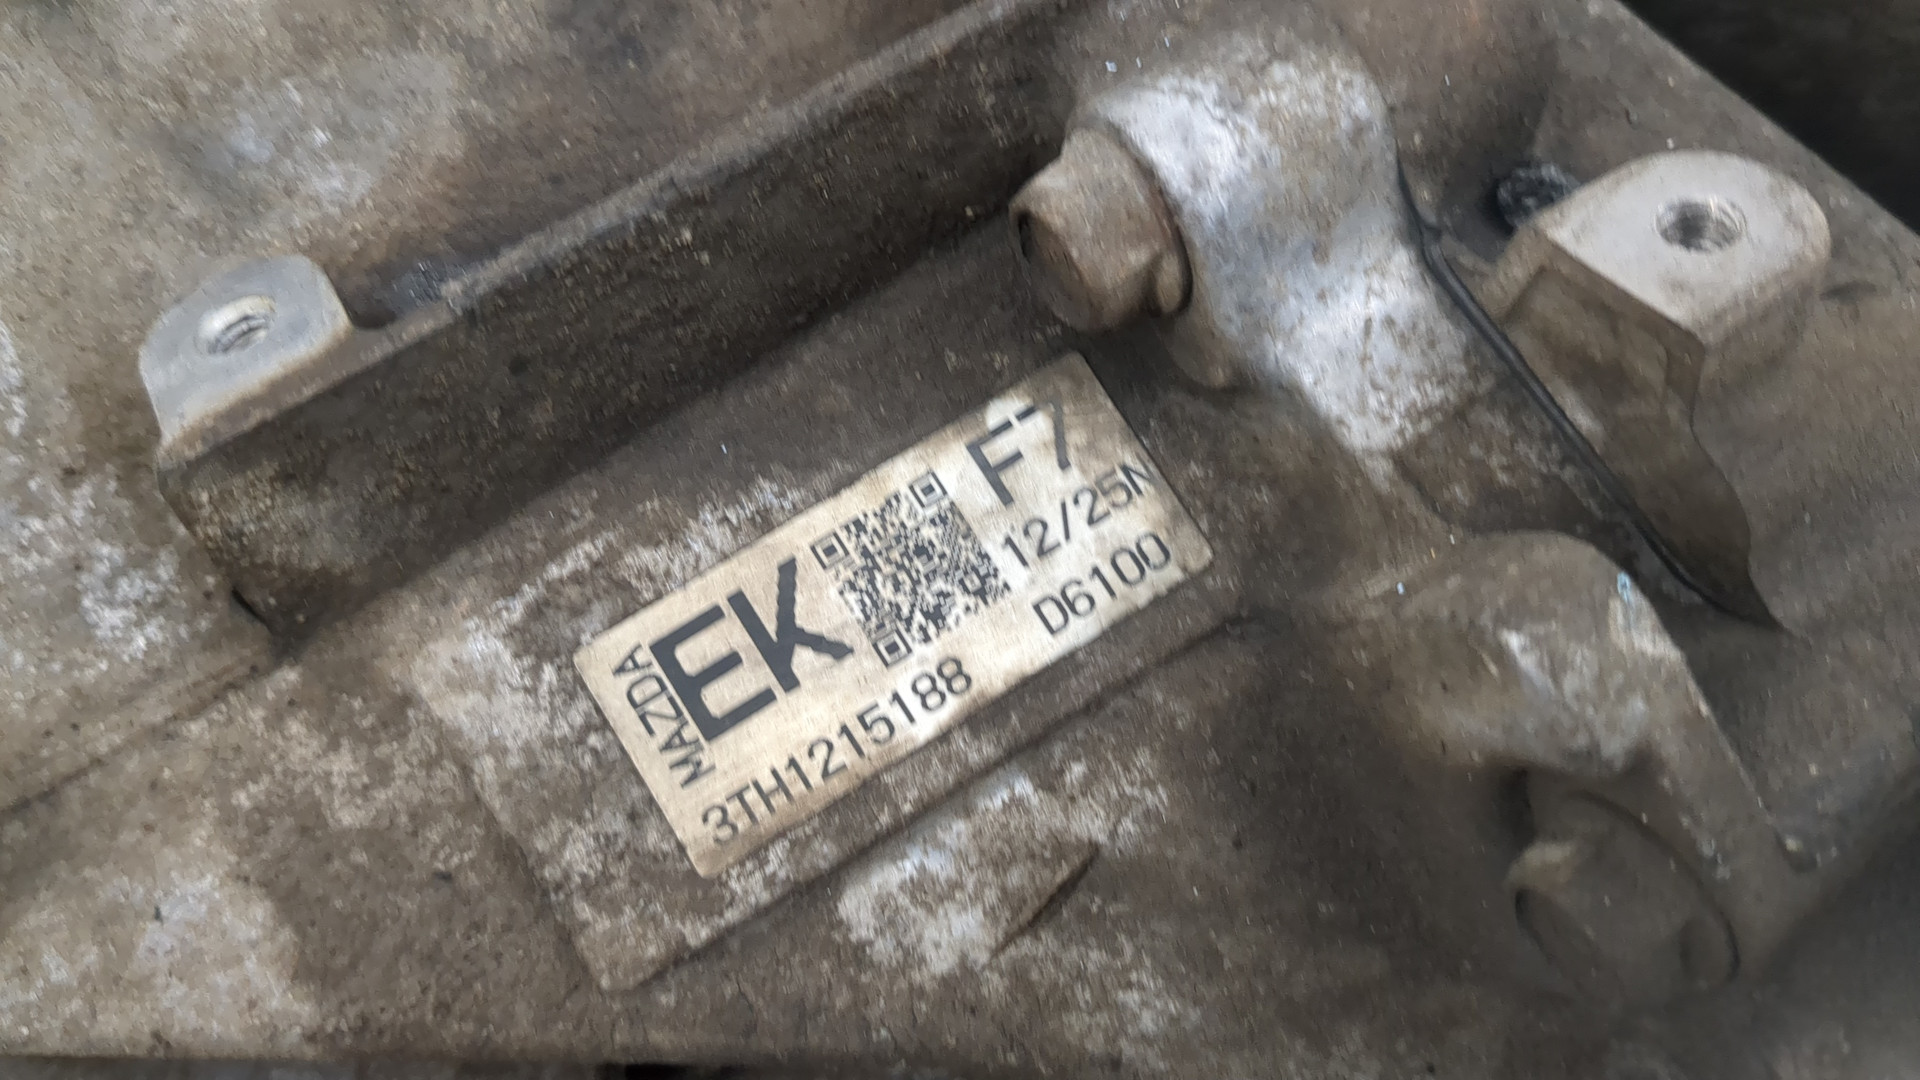 MAZDA
EK
F7
12/25N
D6100
3TH1215188